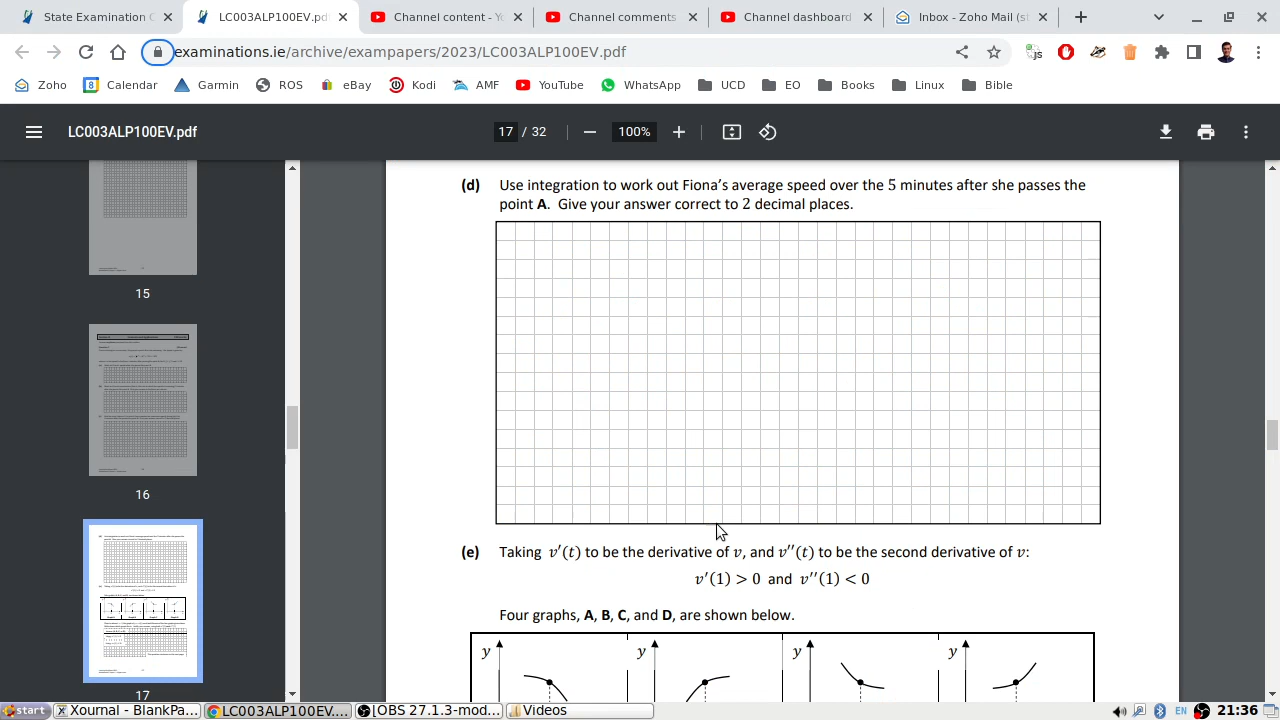 State Examination C
LC003ALP100EV.pdf
Channel content - Yo
Channel comments
Channel dashboard
Inbox - Zoho Mail (st
examinations.ie/archive/exampapers/2023/LC003ALP100EV.pdf
Zoho
Calendar
Garmin
ROS
eBay
Kodi
AMF
YouTube
WhatsApp
UCD
EO
Books
Linux
Bible
LC003ALP100EV.pdf
17 / 32
100%
15
16
17
(d) Use integration to work out Fiona's average speed over the 5 minutes after she passes the
point A. Give your answer correct to 2 decimal places.
(e) Taking v′(t) to be the derivative of v, and v″(t) to be the second derivative of v:
v′(1) > 0 and v″(1) < 0
Four graphs, A, B, C, and D, are shown below.
y y y y
start
Xournal - BlankPa...
LC003ALP100EV....
[OBS 27.1.3-mod...
Videos
EN
21:36